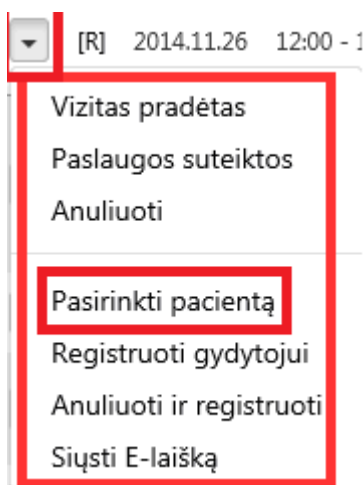 [R] 2014.11.26 12:00 - 1
Vizitas pradėtas
Paslaugos suteiktos
Anuliuoti
Pasirinkti pacientą
Registruoti gydytojui
Anuliuoti ir registruoti
Siųsti E-laišką